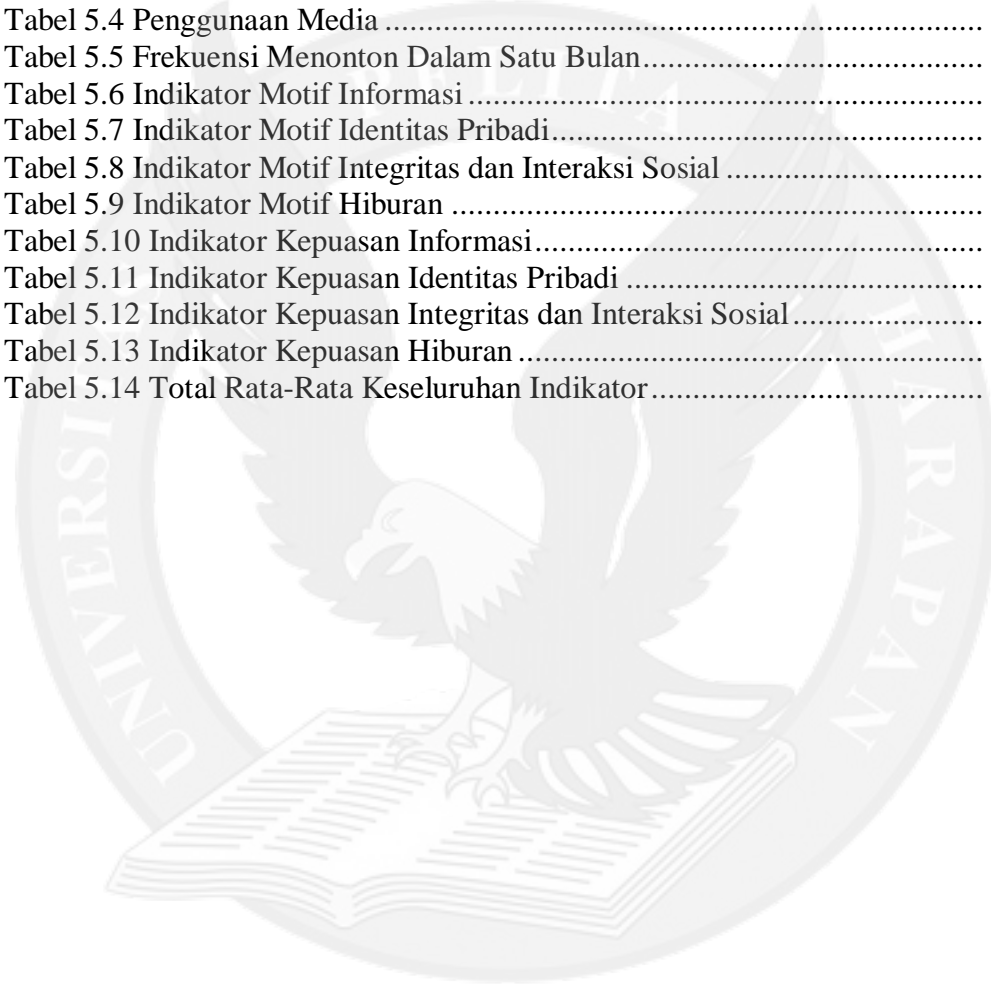 Tabel 5.4 Penggunaan Media ........................................................................
Tabel 5.5 Frekuensi Menonton Dalam Satu Bulan.........................................
Tabel 5.6 Indikator Motif Informasi ..............................................................
Tabel 5.7 Indikator Motif Identitas Pribadi....................................................
Tabel 5.8 Indikator Motif Integritas dan Interaksi Sosial ...............................
Tabel 5.9 Indikator Motif Hiburan ................................................................
Tabel 5.10 Indikator Kepuasan Informasi......................................................
Tabel 5.11 Indikator Kepuasan Identitas Pribadi ...........................................
Tabel 5.12 Indikator Kepuasan Integritas dan Interaksi Sosial.......................
Tabel 5.13 Indikator Kepuasan Hiburan ........................................................
Tabel 5.14 Total Rata-Rata Keseluruhan Indikator........................................
UNIVERSITAS PELITA HARAPAN